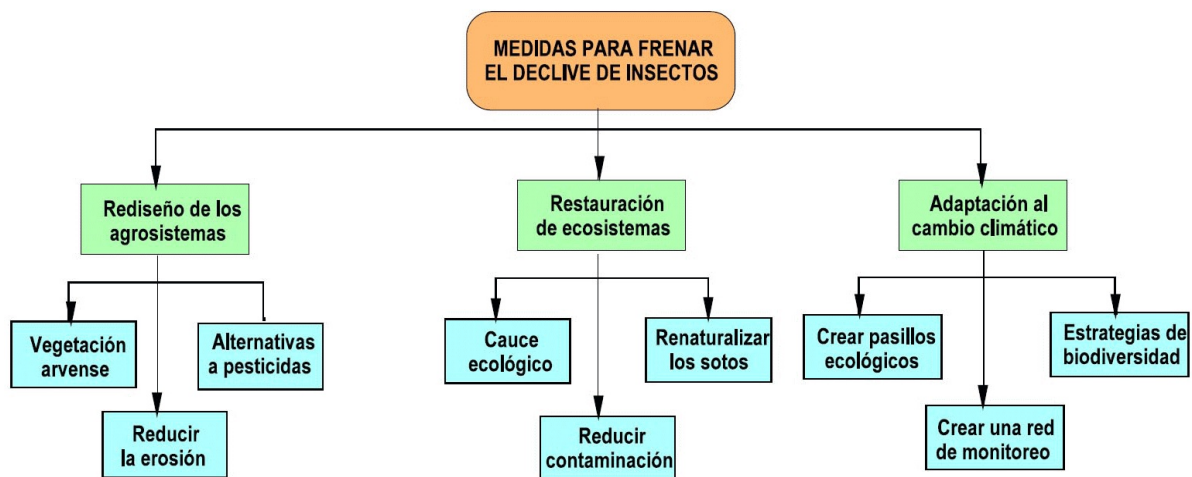 MEDIDAS PARA FRENAR
EL DECLIVE DE INSECTOS
Rediseño de los
agrosistemas
Restauración
de ecosistemas
Adaptación al
cambio climático
Vegetación
arvense
Alternativas
a pesticidas
Reducir
la erosión
Cauce
ecológico
Renaturalizar
los sotos
Reducir
contaminación
Crear pasillos
ecológicos
Estrategias de
biodiversidad
Crear una red
de monitoreo